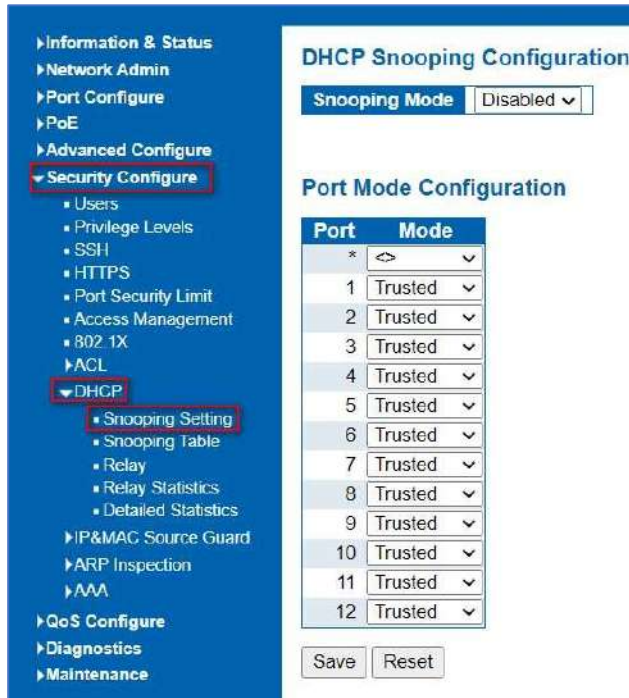 Information & Status
Network Admin
Port Configure
PoE
Advanced Configure
Security Configure
Users
Privilege Levels
SSH
HTTPS
Port Security Limit
Access Management
802.1X
ACL
DHCP
Snooping Setting
Snooping Table
Relay
Relay Statistics
Detailed Statistics
IP&MAC Source Guard
ARP Inspection
AAA
QoS Configure
Diagnostics
Maintenance
DHCP Snooping Configuration
Snooping Mode Disabled
Port Mode Configuration
Port Mode
* <>
1 Trusted
2 Trusted
3 Trusted
4 Trusted
5 Trusted
6 Trusted
7 Trusted
8 Trusted
9 Trusted
10 Trusted
11 Trusted
12 Trusted
Save Reset